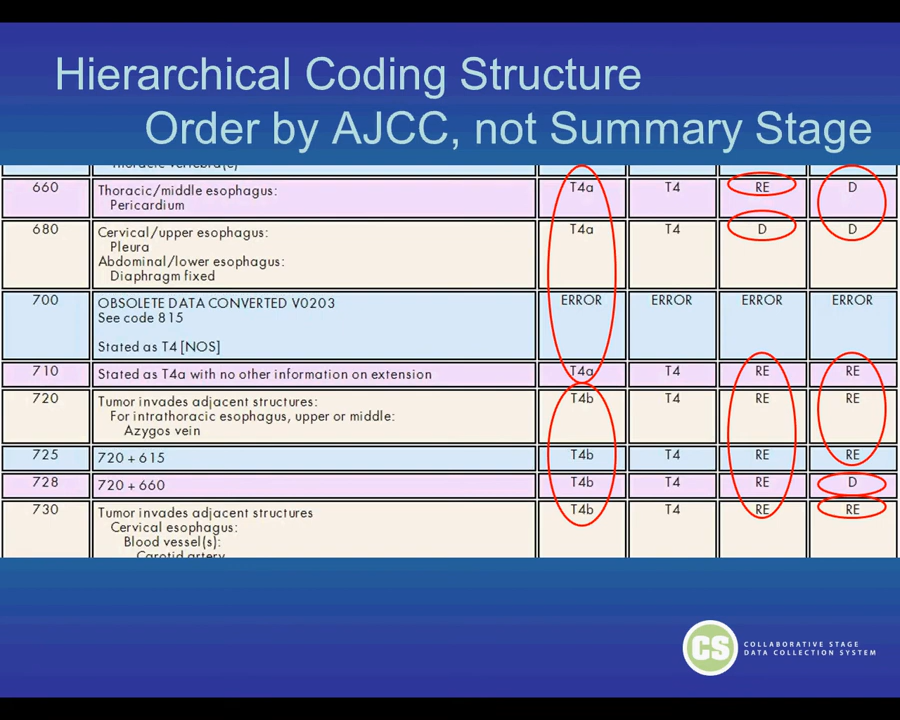 Hierarchical Coding Structure
Order by AJCC, not Summary Stage
Thoracic vertebra(e)
660 Thoracic/middle esophagus: T4a T4 RE D
Pericardium
680 Cervical/upper esophagus: T4a T4 D D
Pleura
Abdominal/lower esophagus:
Diaphragm fixed
700 OBSOLETE DATA CONVERTED V0203 ERROR ERROR ERROR ERROR
See code 815
Stated as T4 [NOS]
710 Stated as T4a with no other information on extension T4a T4 RE RE
720 Tumor invades adjacent structures: T4b T4 RE RE
For intrathoracic esophagus, upper or middle:
Azygos vein
725 720 + 615 T4b T4 RE RE
728 720 + 660 T4b T4 RE D
730 Tumor invades adjacent structures T4b T4 RE RE
Cervical esophagus:
Blood vessel(s):
Carotid artery
CS COLLABORATIVE STAGE
DATA COLLECTION SYSTEM